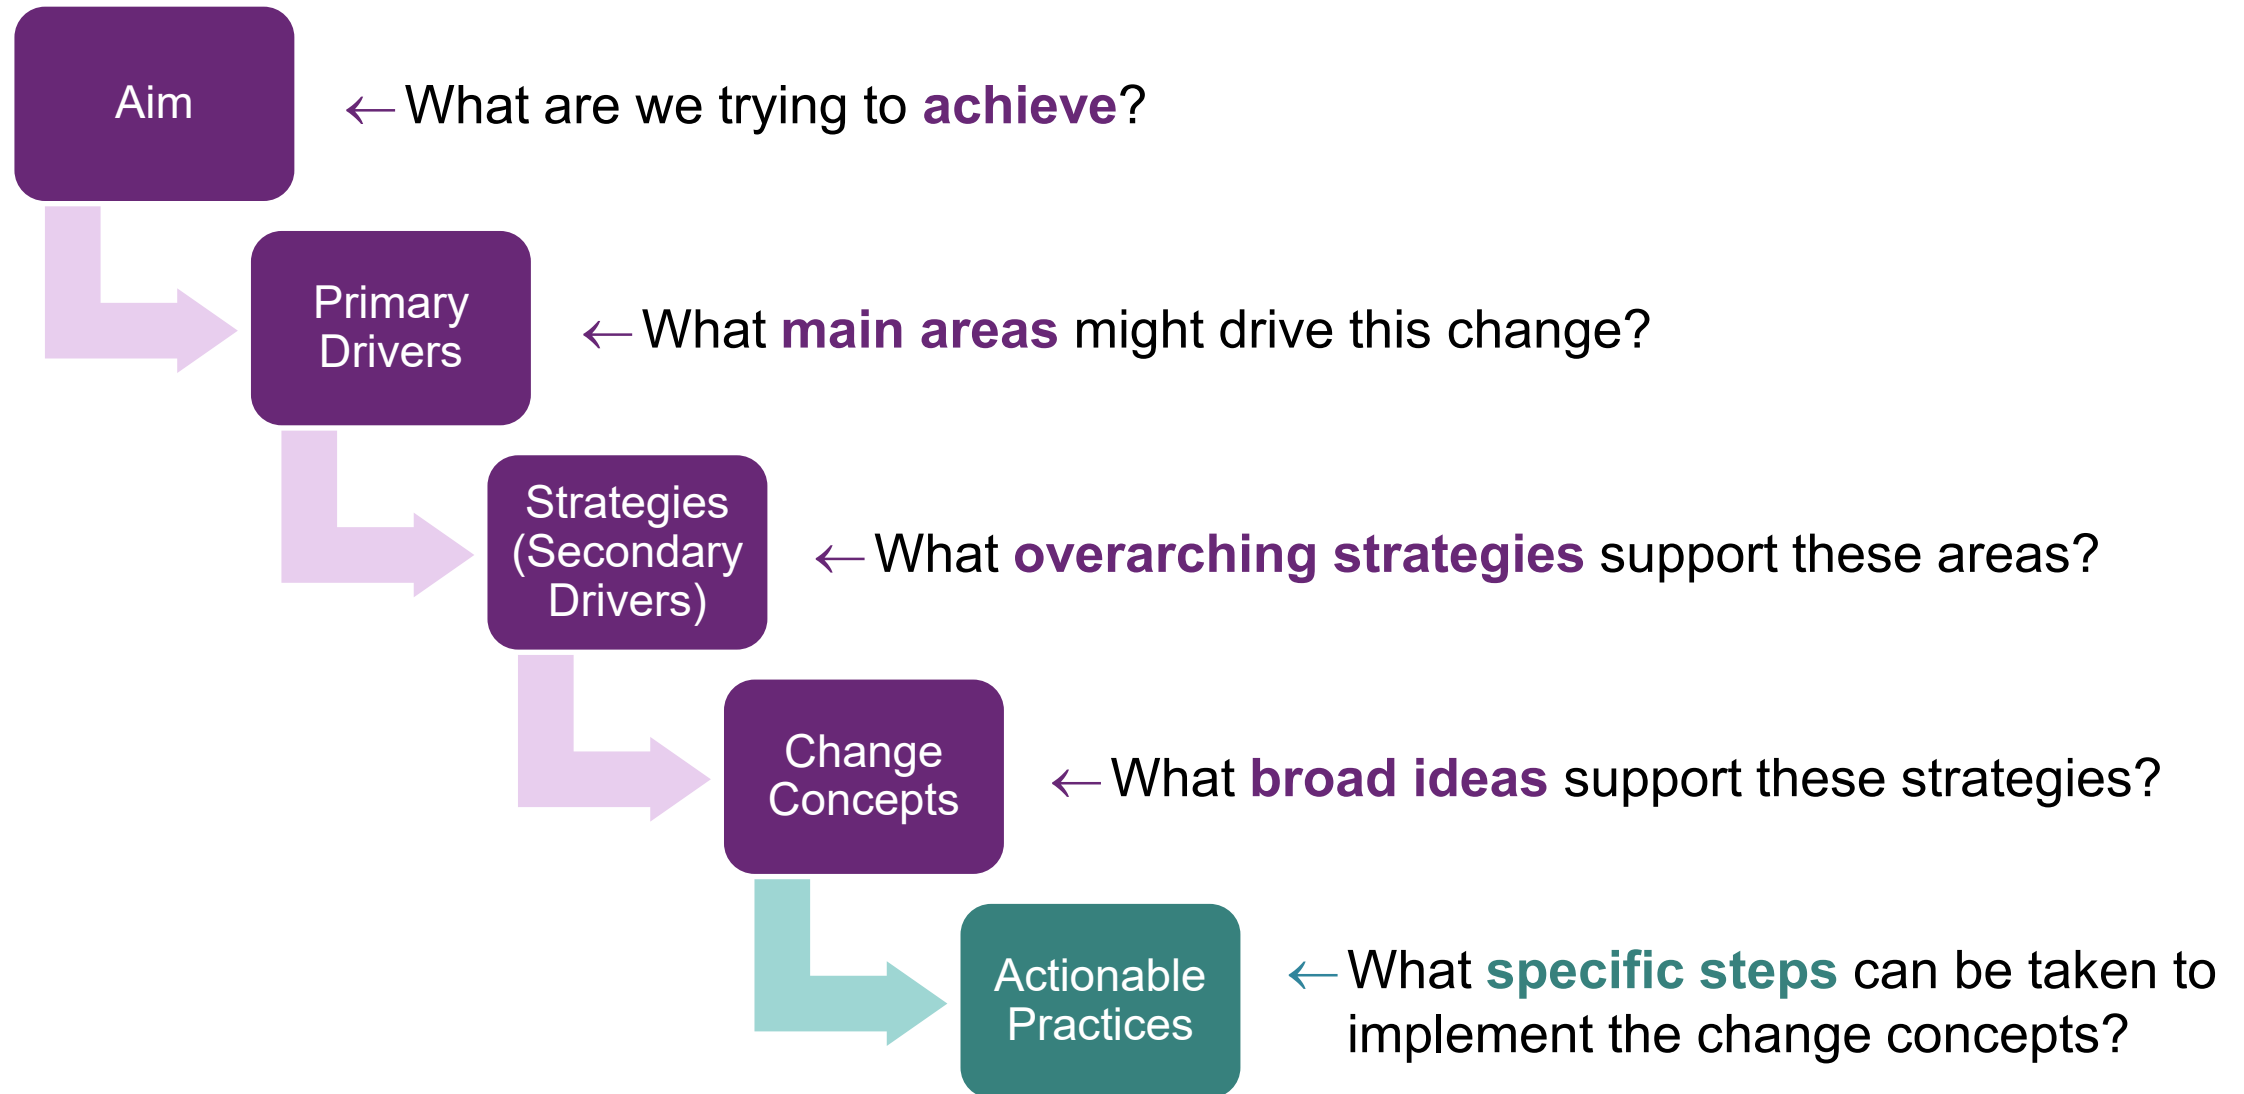 Aim
← What are we trying to achieve?
Primary
Drivers
← What main areas might drive this change?
Strategies
(Secondary
Drivers)
← What overarching strategies support these areas?
Change
Concepts
← What broad ideas support these strategies?
Actionable
Practices
← What specific steps can be taken to
implement the change concepts?